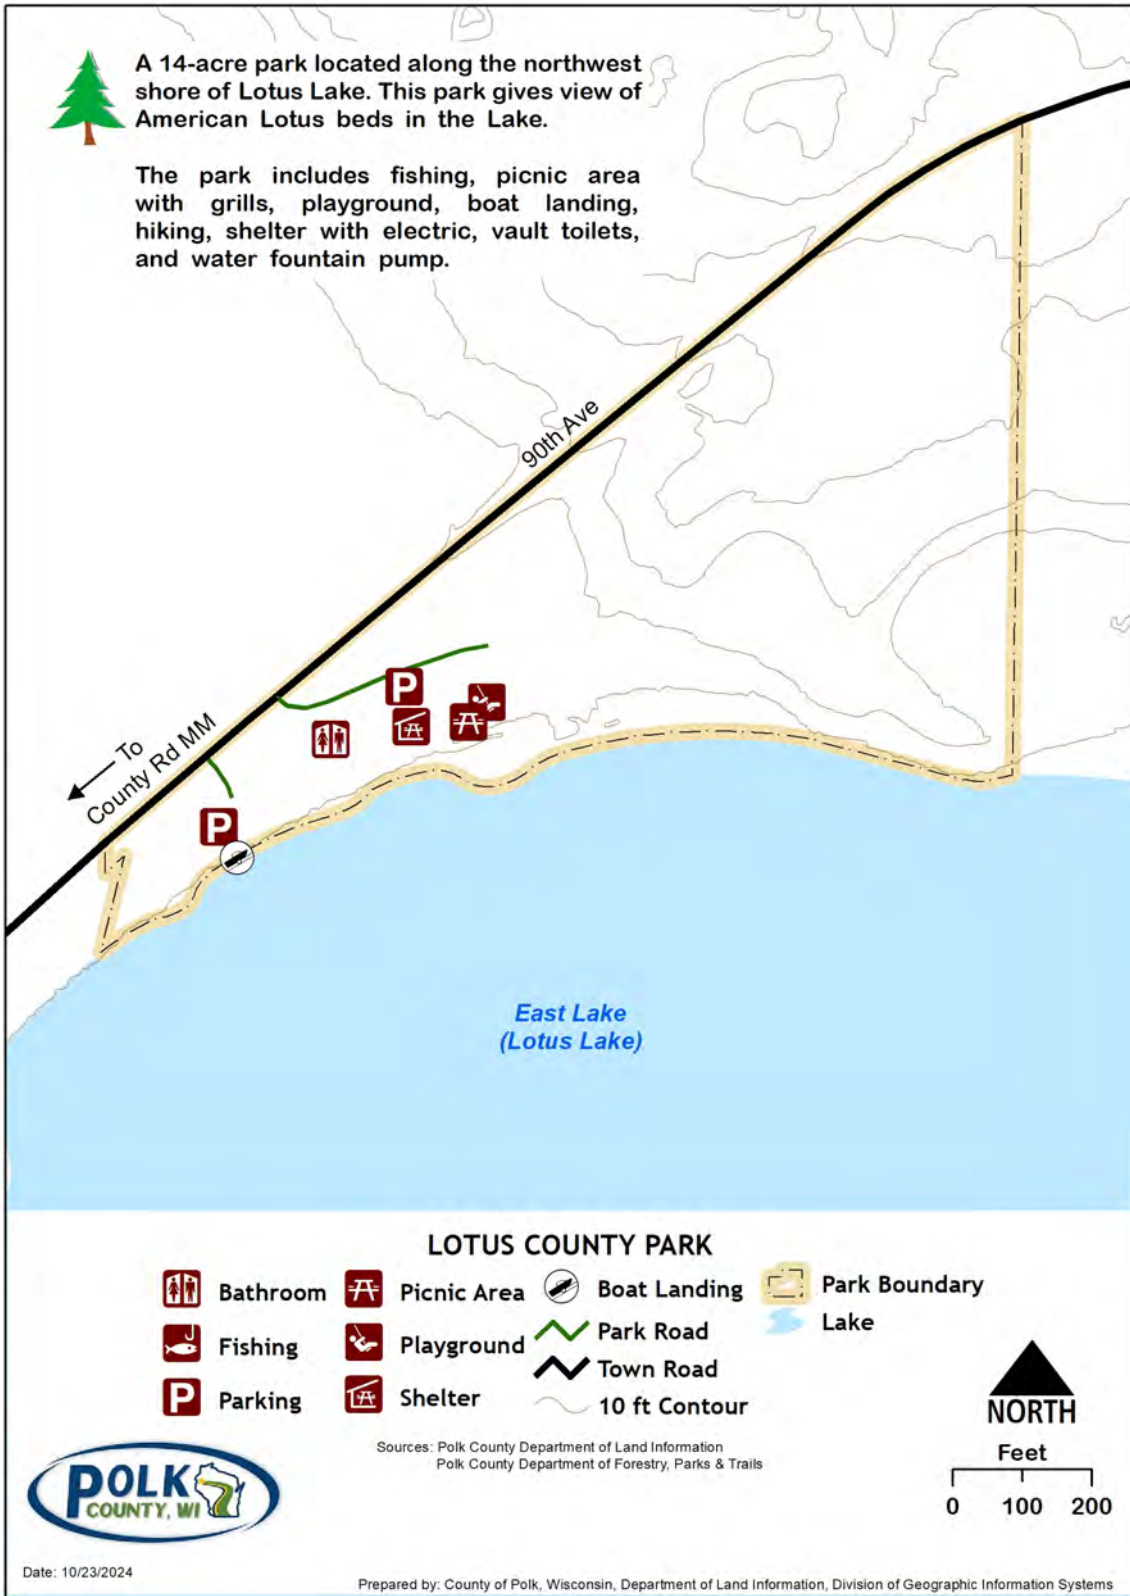 A 14-acre park located along the northwest
shore of Lotus Lake. This park gives view of
American Lotus beds in the Lake.
The park includes fishing, picnic area
with grills, playground, boat landing,
hiking, shelter with electric, vault toilets,
and water fountain pump.
90th Ave
P
To
County Rd MM
P
East Lake
(Lotus Lake)
LOTUS COUNTY PARK
Bathroom
Picnic Area
Boat Landing
Park Boundary
Fishing
Playground
Park Road
Lake
Town Road
P Parking
Shelter
10 ft Contour
NORTH
Sources: Polk County Department of Land Information
Polk County Department of Forestry, Parks & Trails
Feet
0 100 200
POLK
COUNTY, WI
Date: 10/23/2024
Prepared by: County of Polk, Wisconsin, Department of Land Information, Division of Geographic Information Systems